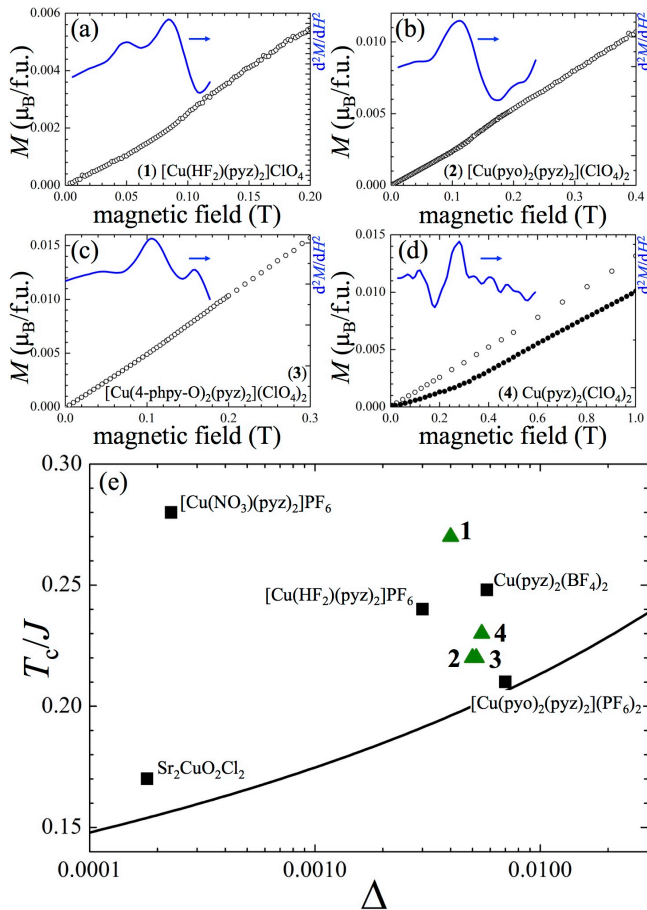 (a)
0.006
0.004
0.002
0.000
M (μB/f.u.)
d²M/dH²
(1) [Cu(HF₂)(pyz)₂]ClO₄
0.00 0.05 0.10 0.15 0.20
magnetic field (T)
(b)
0.010
0.005
0.000
M (μB/f.u.)
d²M/dH²
(2) [Cu(pyo)₂(pyz)₂](ClO₄)₂
0.0 0.1 0.2 0.3 0.4
magnetic field (T)
(c)
0.015
0.010
0.005
0.000
M (μB/f.u.)
d²M/dH²
(3)
[Cu(4-phpy-O)₂(pyz)₂](ClO₄)₂
0.0 0.1 0.2 0.3
magnetic field (T)
(d)
0.015
0.010
0.005
0.000
M (μB/f.u.)
d²M/dH²
(4) Cu(pyz)₂(ClO₄)₂
0.0 0.2 0.4 0.6 0.8 1.0
magnetic field (T)
(e)
0.30
0.25
0.20
0.15
Tc/J
[Cu(NO₃)(pyz)₂]PF₆
1
Cu(pyz)₂(BF₄)₂
[Cu(HF₂)(pyz)₂]PF₆
4
2 3
[Cu(pyo)₂(pyz)₂](PF₆)₂
Sr₂CuO₂Cl₂
0.0001 0.0010 0.0100
Δ